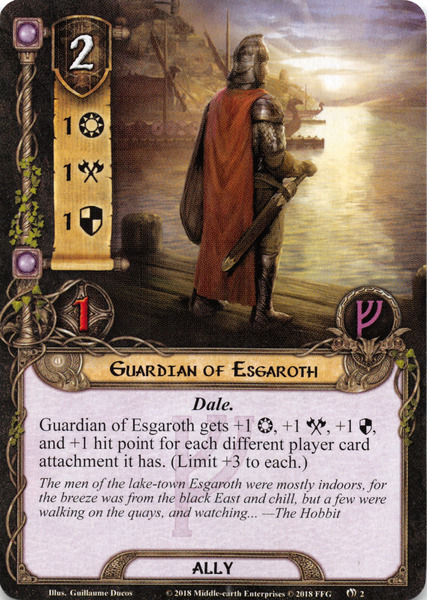 2
1
1
1
1
GUARDIAN OF ESGAROTH
Dale.
Guardian of Esgaroth gets +1 , +1 , +1 ,
and +1 hit point for each different player card
attachment it has. (Limit +3 to each.)
The men of the lake-town Esgaroth were mostly indoors, for
the breeze was from the black East and chill, but a few were
walking on the quays, and watching... —The Hobbit
ALLY
Illus. Guillaume Ducos © 2018 Middle-earth Enterprises © 2018 FFG 2